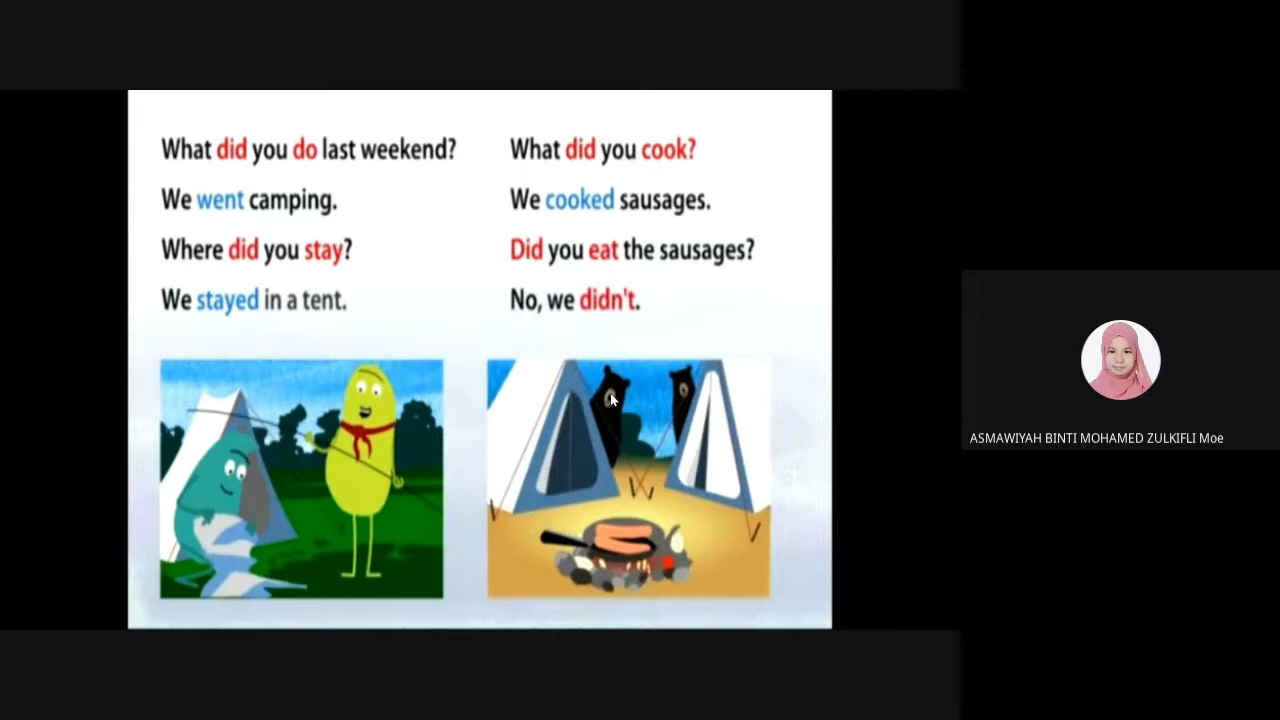 What did you do last weekend?
We went camping.
Where did you stay?
We stayed in a tent.
What did you cook?
We cooked sausages.
Did you eat the sausages?
No, we didn't.
ASMAWIYAH BINTI MOHAMED ZULKIFLI Moe